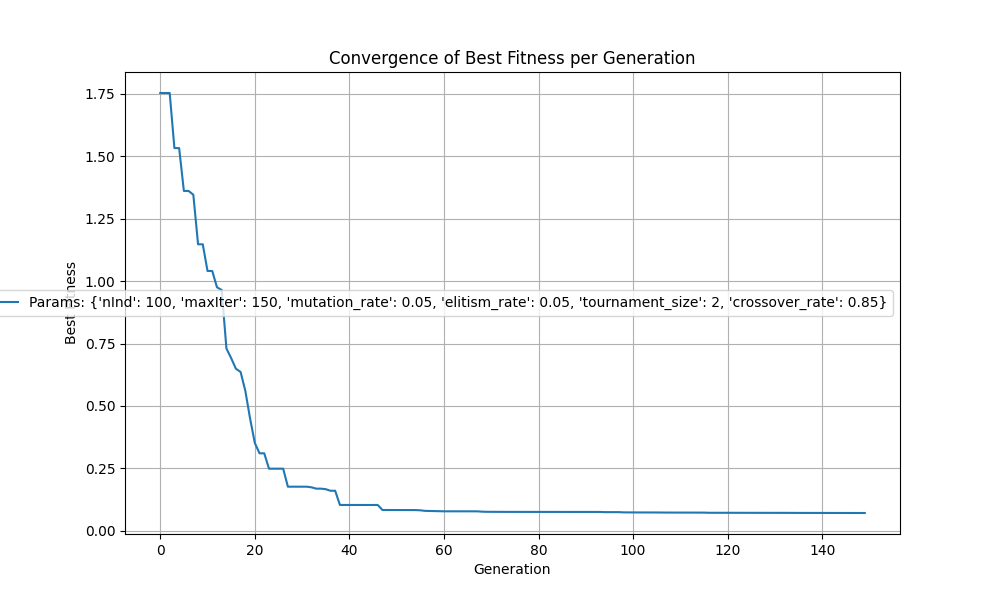 Convergence of Best Fitness per Generation
1.75
1.50
1.25
1.00
0.75
0.50
0.25
0.00
Best
ness
Params: {'nInd': 100, 'maxIter': 150, 'mutation_rate': 0.05, 'elitism_rate': 0.05, 'tournament_size': 2, 'crossover_rate': 0.85}
0 20 40 60 80 100 120 140
Generation